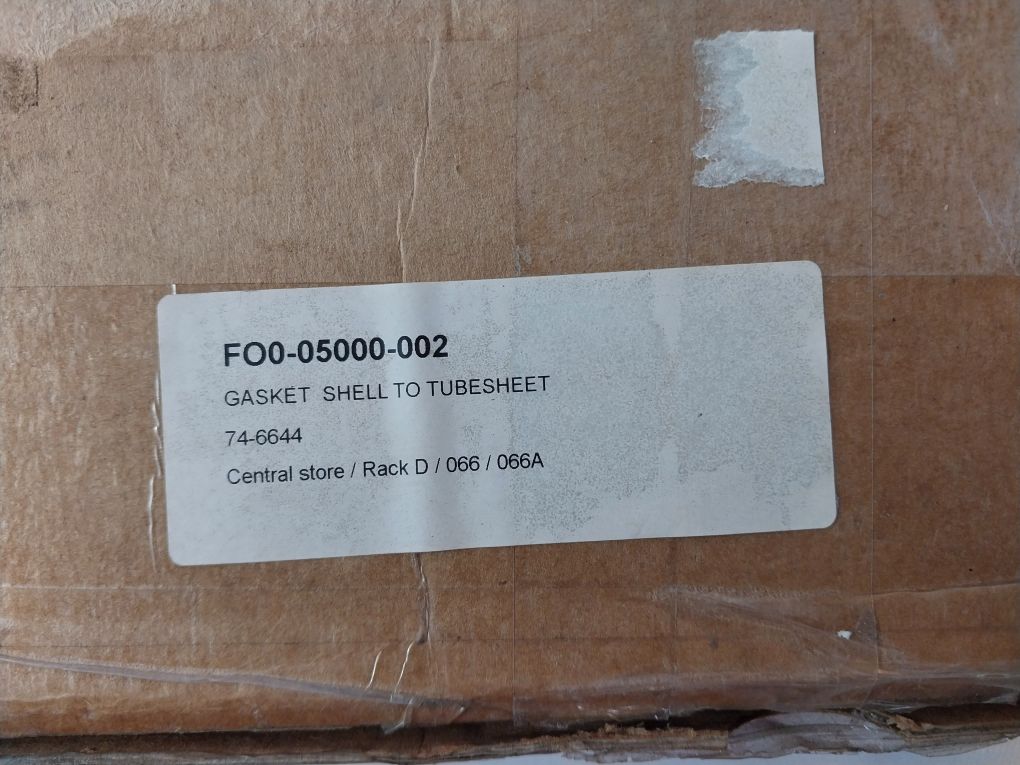 FO0-05000-002
GASKET  SHELL TO TUBESHEET
74-6644
Central store / Rack D / 066 / 066A